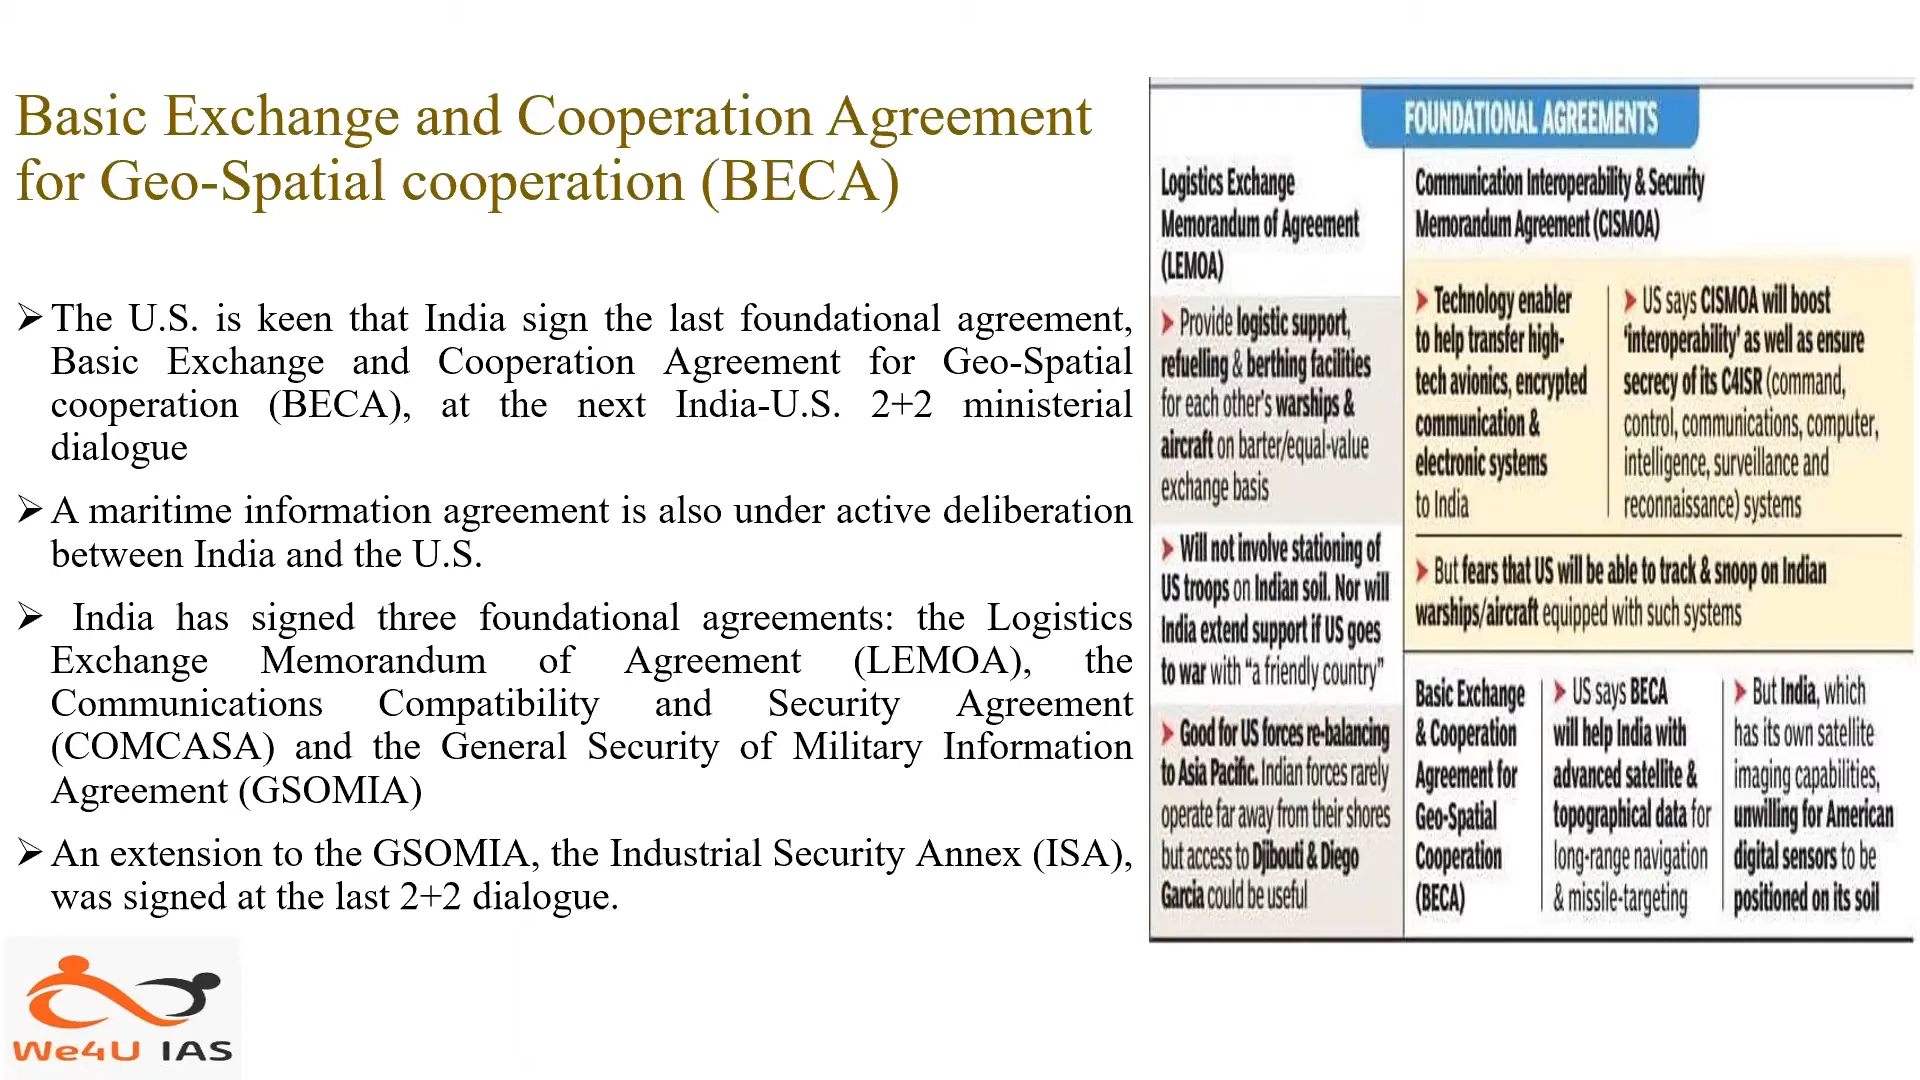 Basic Exchange and Cooperation Agreement
for Geo-Spatial cooperation (BECA)
➢ The U.S. is keen that India sign the last foundational agreement,
Basic Exchange and Cooperation Agreement for Geo-Spatial
cooperation (BECA), at the next India-U.S. 2+2 ministerial
dialogue
➢ A maritime information agreement is also under active deliberation
between India and the U.S.
➢ India has signed three foundational agreements: the Logistics
Exchange Memorandum of Agreement (LEMOA), the
Communications Compatibility and Security Agreement
(COMCASA) and the General Security of Military Information
Agreement (GSOMIA)
➢ An extension to the GSOMIA, the Industrial Security Annex (ISA),
was signed at the last 2+2 dialogue.
We4U IAS
FOUNDATIONAL AGREEMENTS
Logistics Exchange
Memorandum of Agreement
(LEMOA)
Provide logistic support,
refuelling & berthing facilities
for each other's warships &
aircraft on barter/equal-value
exchange basis
Will not involve stationing of
US troops on Indian soil. Nor will
India extend support if US goes
to war with “a friendly country”
Good for US forces re-balancing
to Asia Pacific. Indian forces rarely
operate far away from their shores
but access to Djibouti & Diego
Garcia could be useful
Communication Interoperability & Security
Memorandum Agreement (CISMOA)
Technology enabler
to help transfer high-
tech avionics, encrypted
communication &
electronic systems
to India
US says CISMOA will boost
‘interoperability’ as well as ensure
secrecy of its C4ISR (command,
control, communications, computer,
intelligence, surveillance and
reconnaissance) systems
But fears that US will be able to track & snoop on Indian
warships/aircraft equipped with such systems
Basic Exchange
& Cooperation
Agreement for
Geo-Spatial
Cooperation
(BECA)
US says BECA
will help India with
advanced satellite &
topographical data for
long-range navigation
& missile-targeting
But India, which
has its own satellite
imaging capabilities,
unwilling for American
digital sensors to be
positioned on its soil